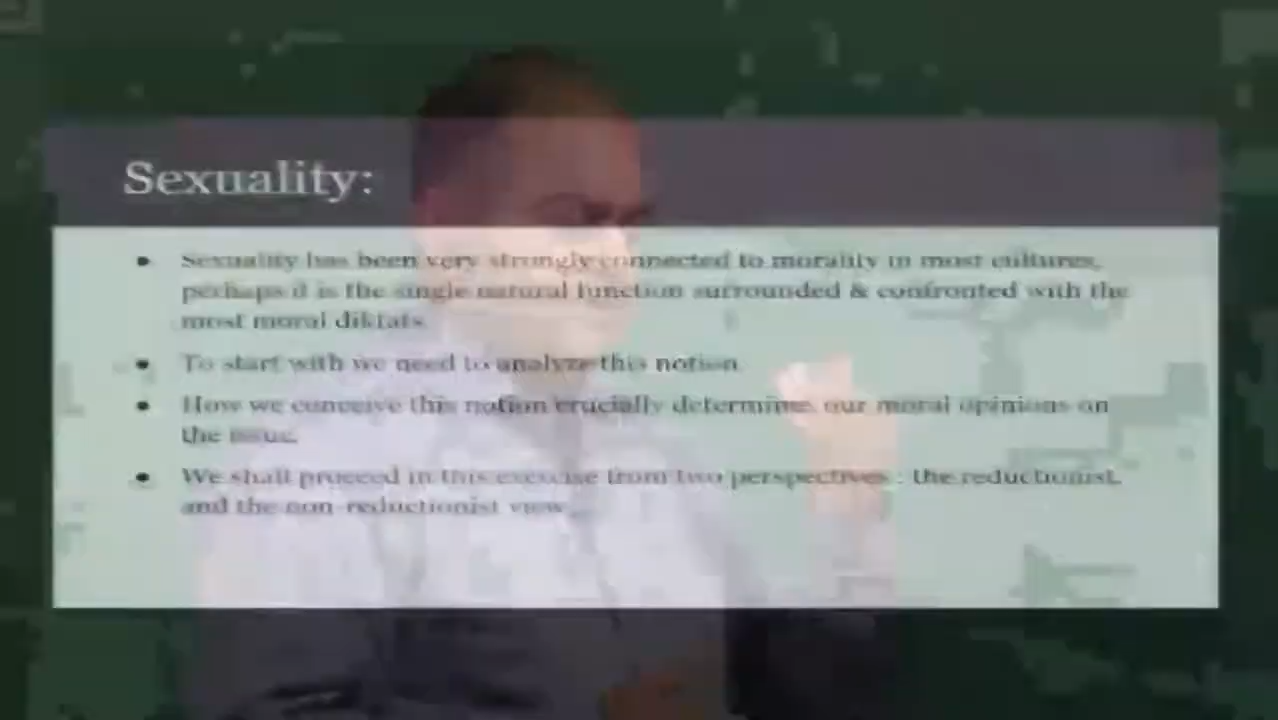 Sexuality:
Sexuality has been very strongly connected to morality in most cultures,
perhaps it is the single natural function surrounded & confronted with the
most moral diktats.
To start with we need to analyze this notion.
How we conceive this notion crucially determines our moral opinions on
the issue.
We shall proceed in this exercise from two perspectives : the reductionist,
and the non-reductionist view